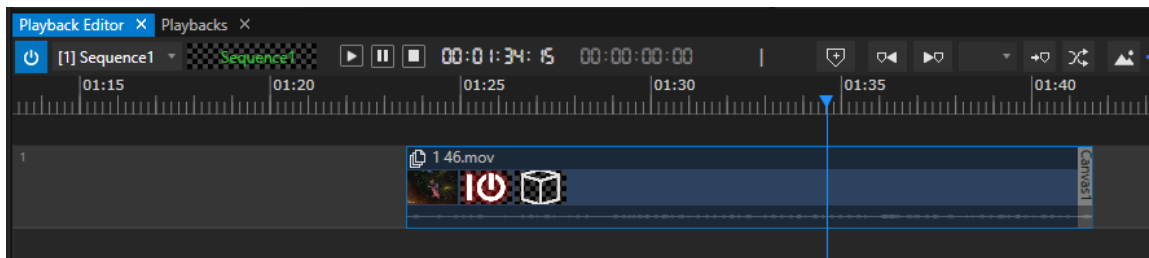 Playback Editor × Playbacks ×
[1] Sequence1 Sequence1 00:01:34:15 00:00:00:00
01:15 01:20 01:25 01:30 01:35 01:40
1 1 46.mov
Canvas1